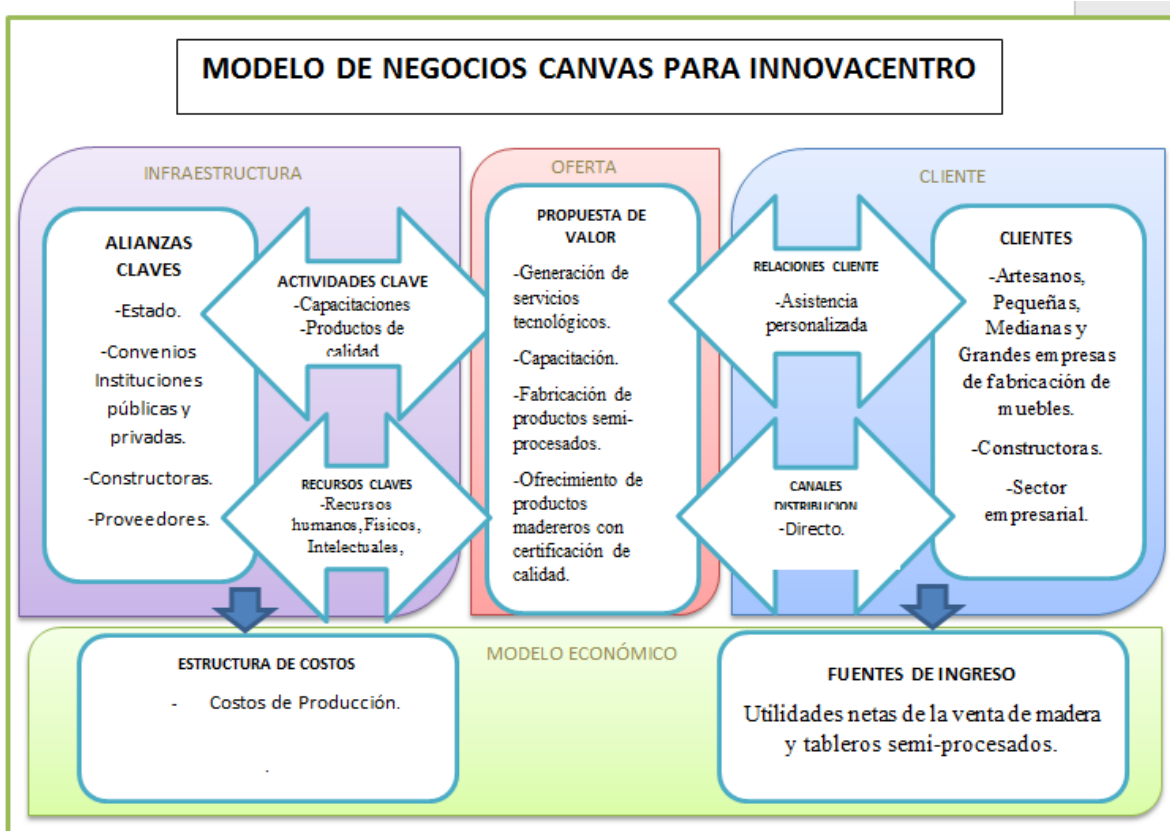 MODELO DE NEGOCIOS CANVAS PARA INNOVACENTRO
INFRAESTRUCTURA
ALIANZAS
CLAVES
-Estado.
-Convenios
Instituciones
públicas y
privadas.
-Constructoras.
-Proveedores.
ACTIVIDADES CLAVE
-Capacitaciones
-Productos de
calidad
RECURSOS CLAVES
-Recursos
humanos,Físicos,
Intelectuales,
OFERTA
PROPUESTA DE
VALOR
-Generación de
servicios
tecnológicos.
-Capacitación.
-Fabricación de
productos semi-
procesados.
-Ofrecimiento de
productos
madereros con
certificación de
calidad.
CLIENTE
RELACIONES CLIENTE
-Asistencia
personalizada
CANALES
DISTRIBUCION
-Directo.
CLIENTES
-Artesanos,
Pequeñas,
Medianas y
Grandes empresas
de fabricación de
muebles.
-Constructoras.
-Sector
empresarial.
MODELO ECONÓMICO
ESTRUCTURA DE COSTOS
- Costos de Producción.
.
FUENTES DE INGRESO
Utilidades netas de la venta de madera
y tableros semi-procesados.